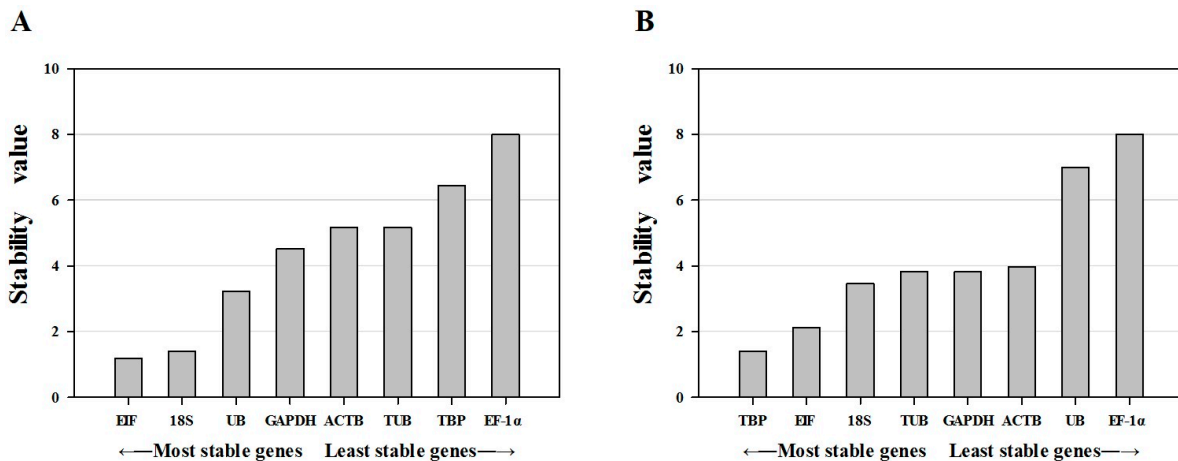 A
Stability value
10
8
6
4
2
0
EIF 18S UB GAPDH ACTB TUB TBP EF-1α
←—Most stable genes Least stable genes—→
B
Stability value
10
8
6
4
2
0
TBP EIF 18S TUB GAPDH ACTB UB EF-1α
←—Most stable genes Least stable genes—→